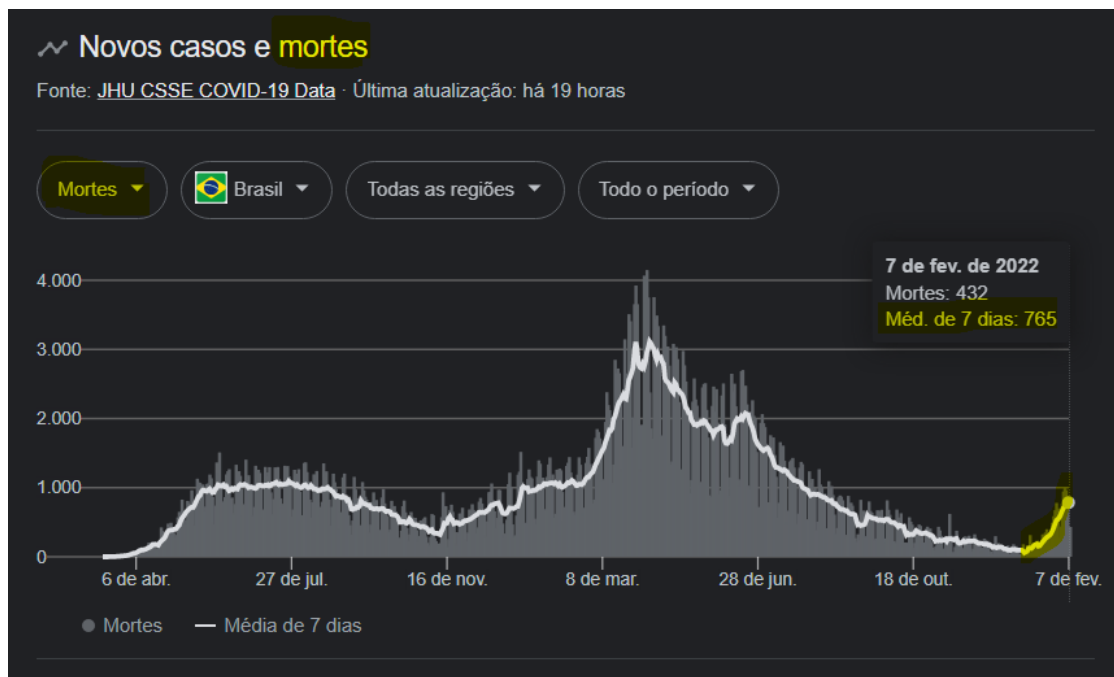 Novos casos e mortes
Fonte: JHU CSSE COVID-19 Data · Última atualização: há 19 horas
Mortes
Brasil
Todas as regiões
Todo o período
7 de fev. de 2022
Mortes: 432
Méd. de 7 dias: 765
4.000
3.000
2.000
1.000
0
6 de abr.
27 de jul.
16 de nov.
8 de mar.
28 de jun.
18 de out.
7 de fev.
Mortes
Média de 7 dias